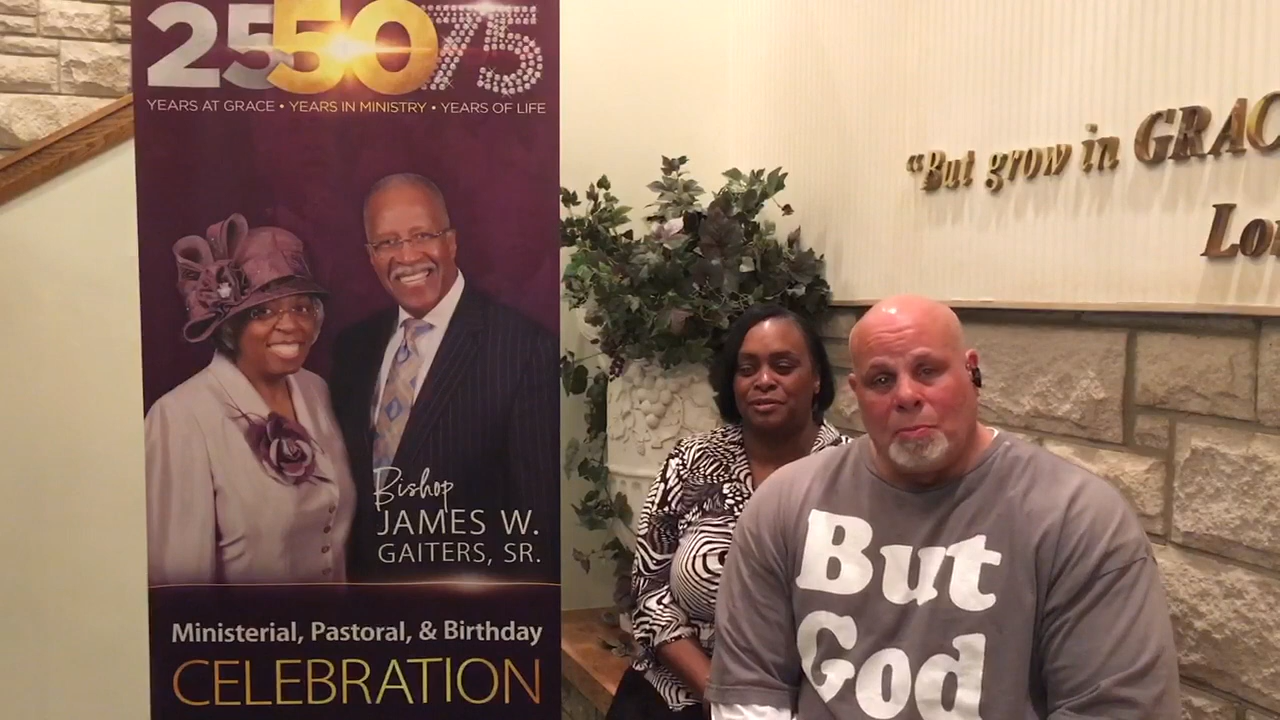 25 50 75
YEARS AT GRACE • YEARS IN MINISTRY • YEARS OF LIFE
Bishop
JAMES W.
GAITERS, SR.
Ministerial, Pastoral, & Birthday
CELEBRATION
"But grow in GRAC
Lo
But
God